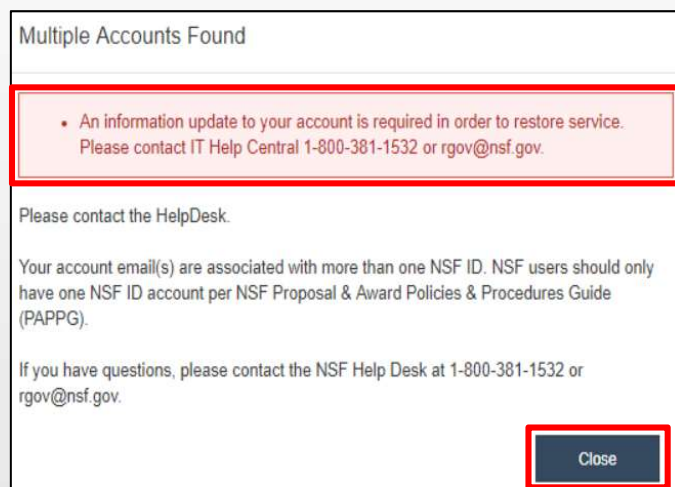 Multiple Accounts Found
• An information update to your account is required in order to restore service.
Please contact IT Help Central 1-800-381-1532 or rgov@nsf.gov.
Please contact the HelpDesk.
Your account email(s) are associated with more than one NSF ID. NSF users should only
have one NSF ID account per NSF Proposal & Award Policies & Procedures Guide
(PAPPG).
If you have questions, please contact the NSF Help Desk at 1-800-381-1532 or
rgov@nsf.gov.
Close